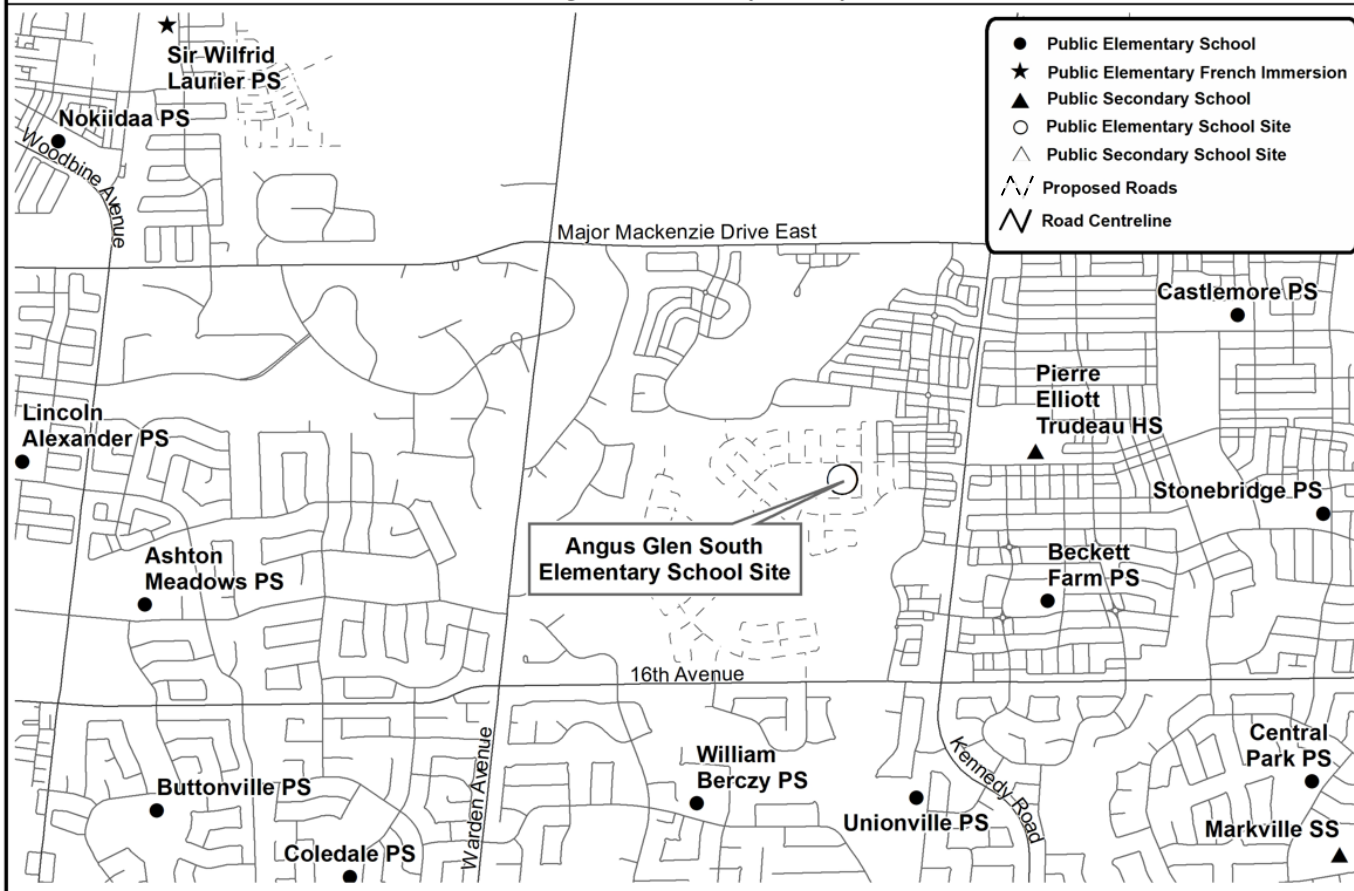 Sir Wilfrid
Laurier PS
Nokiidaa PS
Woodbine Avenue
Public Elementary School
Public Elementary French Immersion
Public Secondary School
Public Elementary School Site
Public Secondary School Site
Proposed Roads
Road Centreline
Major Mackenzie Drive East
Castlemore PS
Pierre
Elliott
Trudeau HS
Lincoln
Alexander PS
Stonebridge PS
Angus Glen South
Elementary School Site
Ashton
Meadows PS
Beckett
Farm PS
16th Avenue
Warden Avenue
Kennedy Road
Central
Park PS
William
Berczy PS
Buttonville PS
Unionville PS
Markville SS
Coledale PS